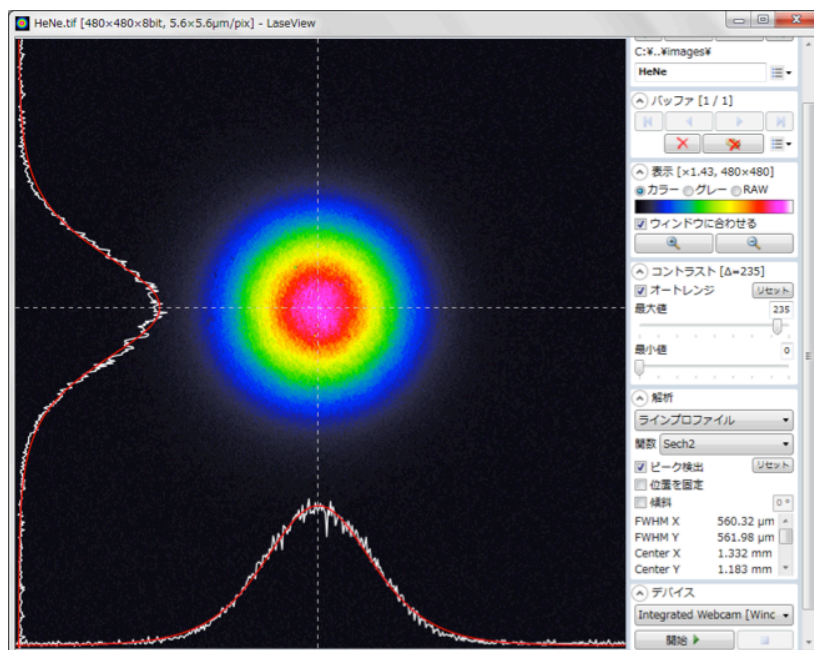 HeNe.tif [480×480×8bit, 5.6×5.6μm/pix] - LaseView
C:¥..¥images¥
HeNe
バッファ [1 / 1]
表示 [×1.43, 480×480]
カラー グレー RAW
ウィンドウに合わせる
コントラスト [Δ=235]
オートレンジ リセット
最大値 235
最小値 0
解析
ラインプロファイル
関数 Sech2
ピーク検出 リセット
位置を固定
傾斜 0 °
FWHM X 560.32 μm
FWHM Y 561.98 μm
Center X 1.332 mm
Center Y 1.183 mm
デバイス
Integrated Webcam [Winc
開始